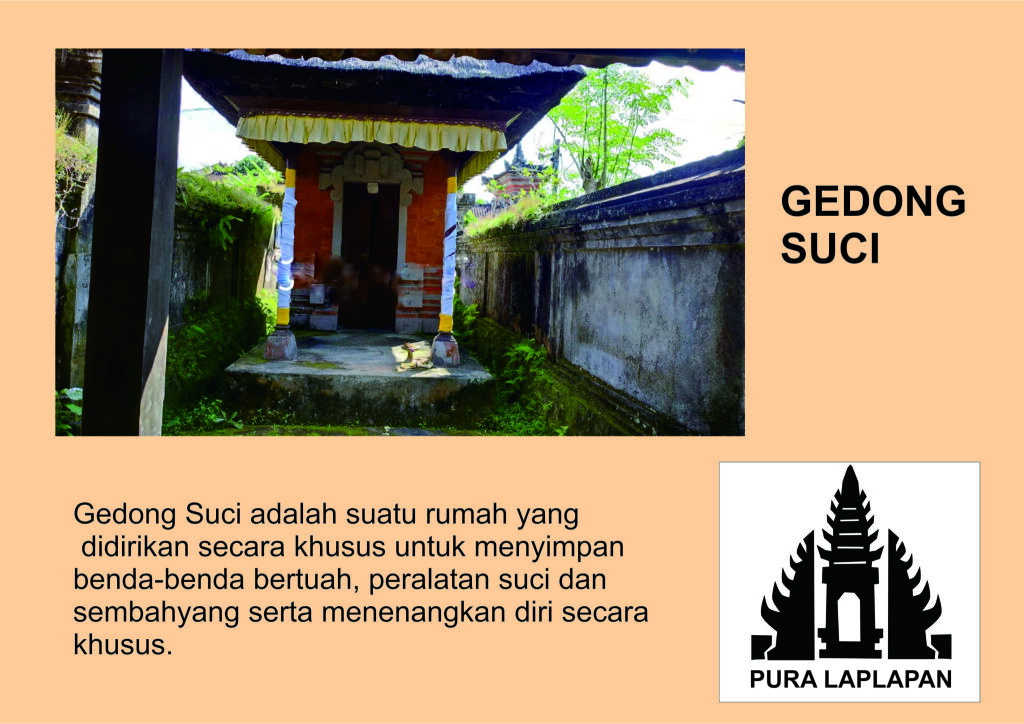 GEDONG
SUCI
Gedong Suci adalah suatu rumah yang
didirikan secara khusus untuk menyimpan
benda-benda bertuah, peralatan suci dan
sembahyang serta menenangkan diri secara
khusus.
PURA LAPLAPAN